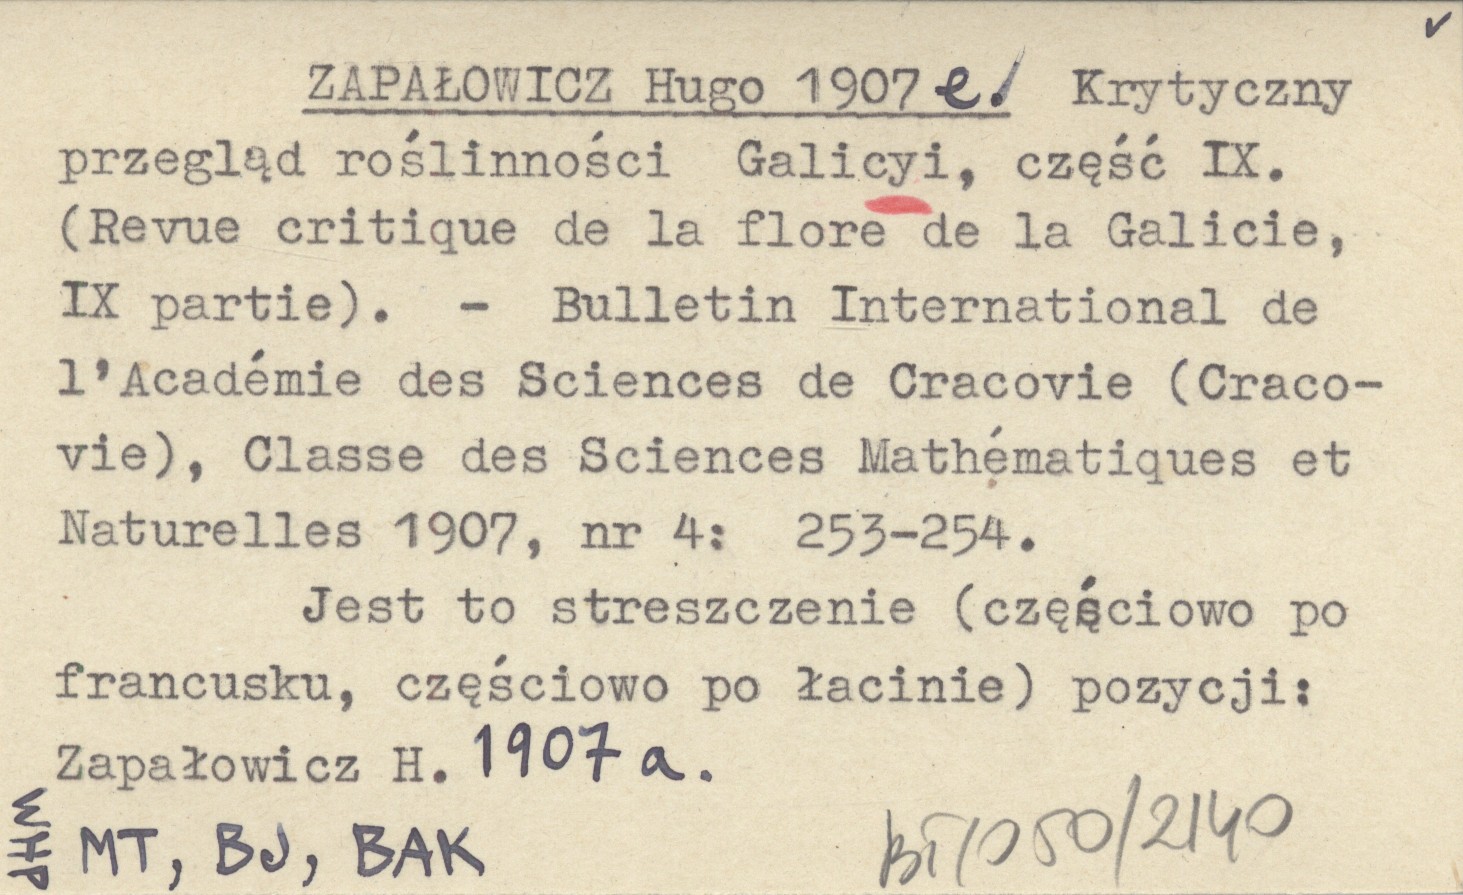 ZAPAŁOWICZ Hugo 1907 e. Krytyczny
przegląd roślinności Galicyi, część IX.
(Revue critique de la flore de la Galicie,
IX partie). - Bulletin International de
l'Académie des Sciences de Cracovie (Craco-
vie), Classe des Sciences Mathématiques et
Naturelles 1907, nr 4: 253-254.
Jest to streszczenie (częściowo po
francusku, częściowo po łacinie) pozycji:
Zapałowicz H. 1907 a.
WHP
MT, BJ, BAK
/2140